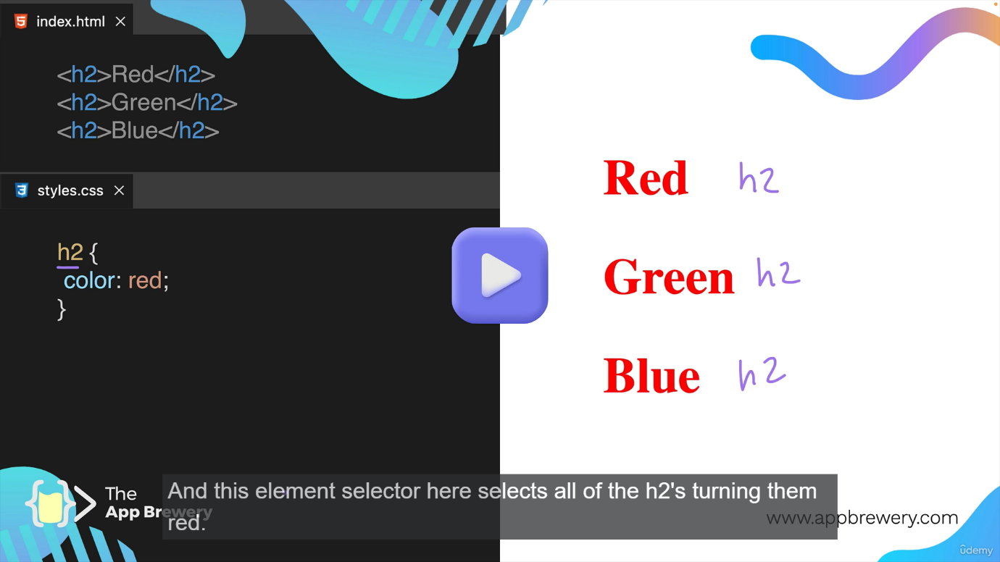 index.html
<h2>Red</h2>
<h2>Green</h2>
<h2>Blue</h2>
styles.css
h2 {
color: red;
}
Red h2
Green h2
Blue h2
The
App Brewery
And this element selector here selects all of the h2's turning them
red.
www.appbrewery.com
ûdemy